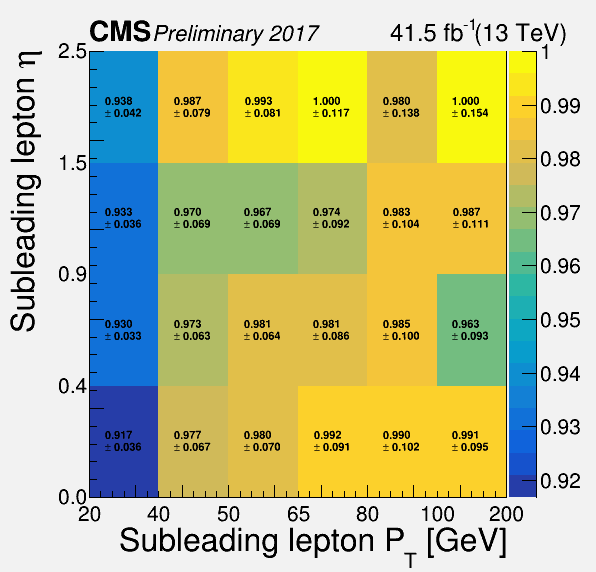 CMS Preliminary 2017 41.5 fb-1(13 TeV)
Subleading lepton η
2.5
1.5
0.9
0.4
0.0
0.938 0.987 0.993 1.000 0.980 1.000
± 0.042 ± 0.079 ± 0.081 ± 0.117 ± 0.138 ± 0.154
0.933 0.970 0.967 0.974 0.983 0.987
± 0.036 ± 0.069 ± 0.069 ± 0.092 ± 0.104 ± 0.111
0.930 0.973 0.981 0.981 0.985 0.963
± 0.033 ± 0.063 ± 0.064 ± 0.086 ± 0.100 ± 0.093
0.917 0.977 0.980 0.992 0.990 0.991
± 0.036 ± 0.067 ± 0.070 ± 0.091 ± 0.102 ± 0.095
20 40 50 65 80 100 200
Subleading lepton PT [GeV]
1
0.99
0.98
0.97
0.96
0.95
0.94
0.93
0.92